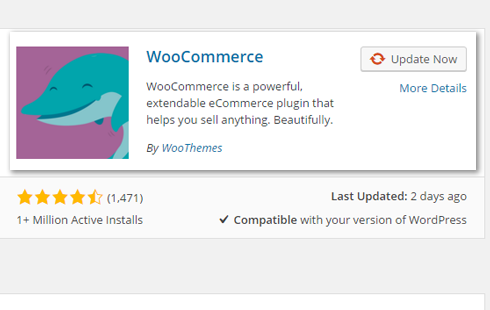 WooCommerce
Update Now
More Details
WooCommerce is a powerful,
extendable eCommerce plugin that
helps you sell anything. Beautifully.
By WooThemes
(1,471)
Last Updated: 2 days ago
1+ Million Active Installs
Compatible with your version of WordPress